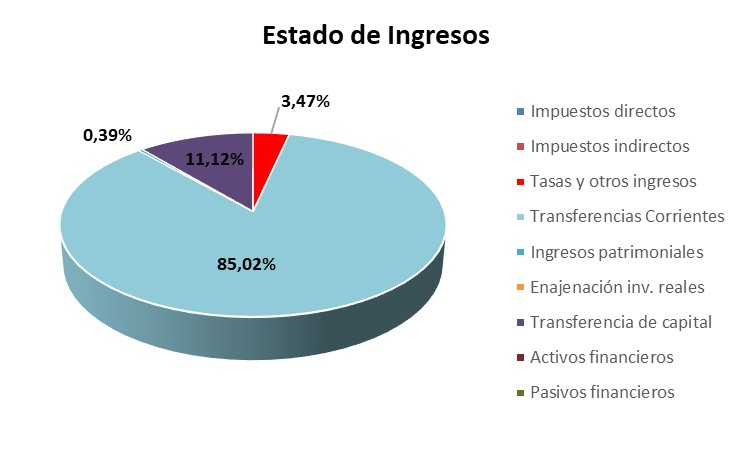 Estado de Ingresos
3,47%
0,39%
11,12%
85,02%
Impuestos directos
Impuestos indirectos
Tasas y otros ingresos
Transferencias Corrientes
Ingresos patrimoniales
Enajenación inv. reales
Transferencia de capital
Activos financieros
Pasivos financieros